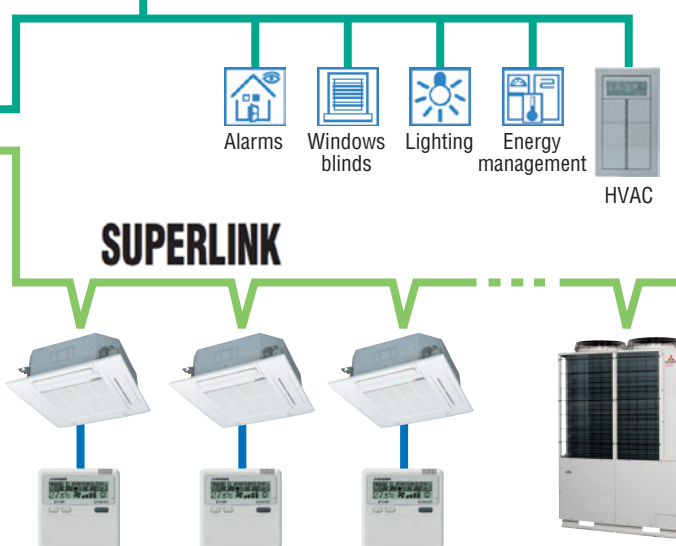 Alarms
Windows
blinds
Lighting
Energy
management
HVAC
SUPERLINK